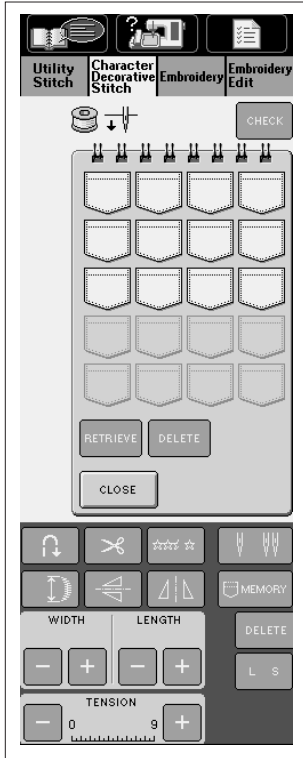 ?
Utility
Stitch
Character
Decorative
Stitch
Embroidery
Embroidery
Edit
CHECK
RETRIEVE DELETE
CLOSE
MEMORY
WIDTH LENGTH
DELETE
− + − +
L S
TENSION
− 0 9 +